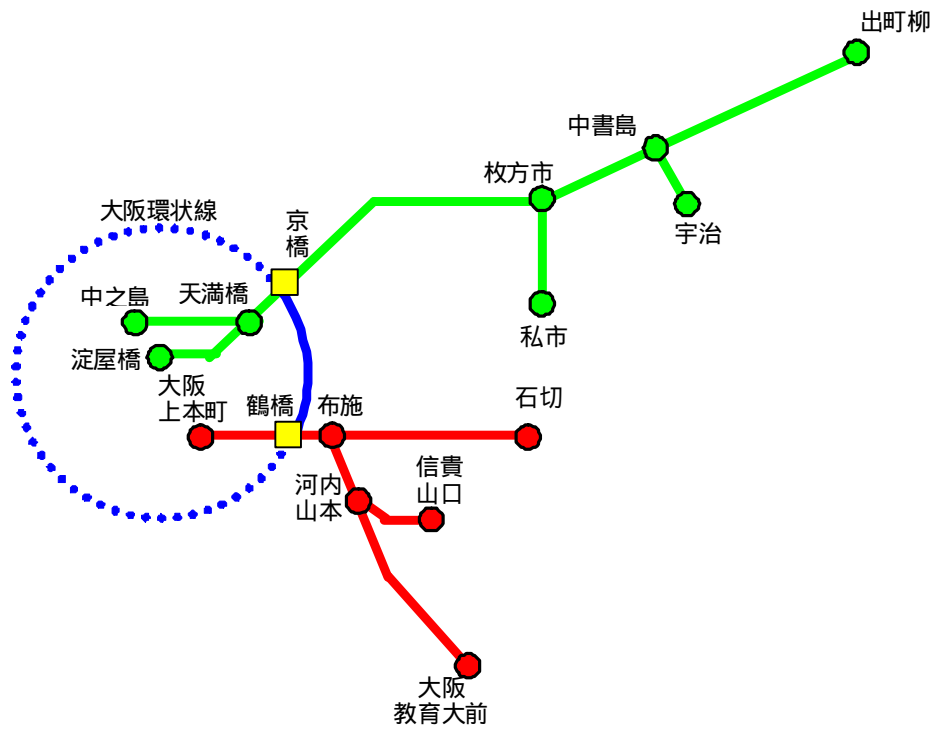 出町柳
中書島
枚方市
大阪環状線
京
橋
宇治
中之島
天満橋
私市
淀屋橋
大阪
上本町
鶴橋
布施
石切
信貴
山口
河内
山本
大阪
教育大前